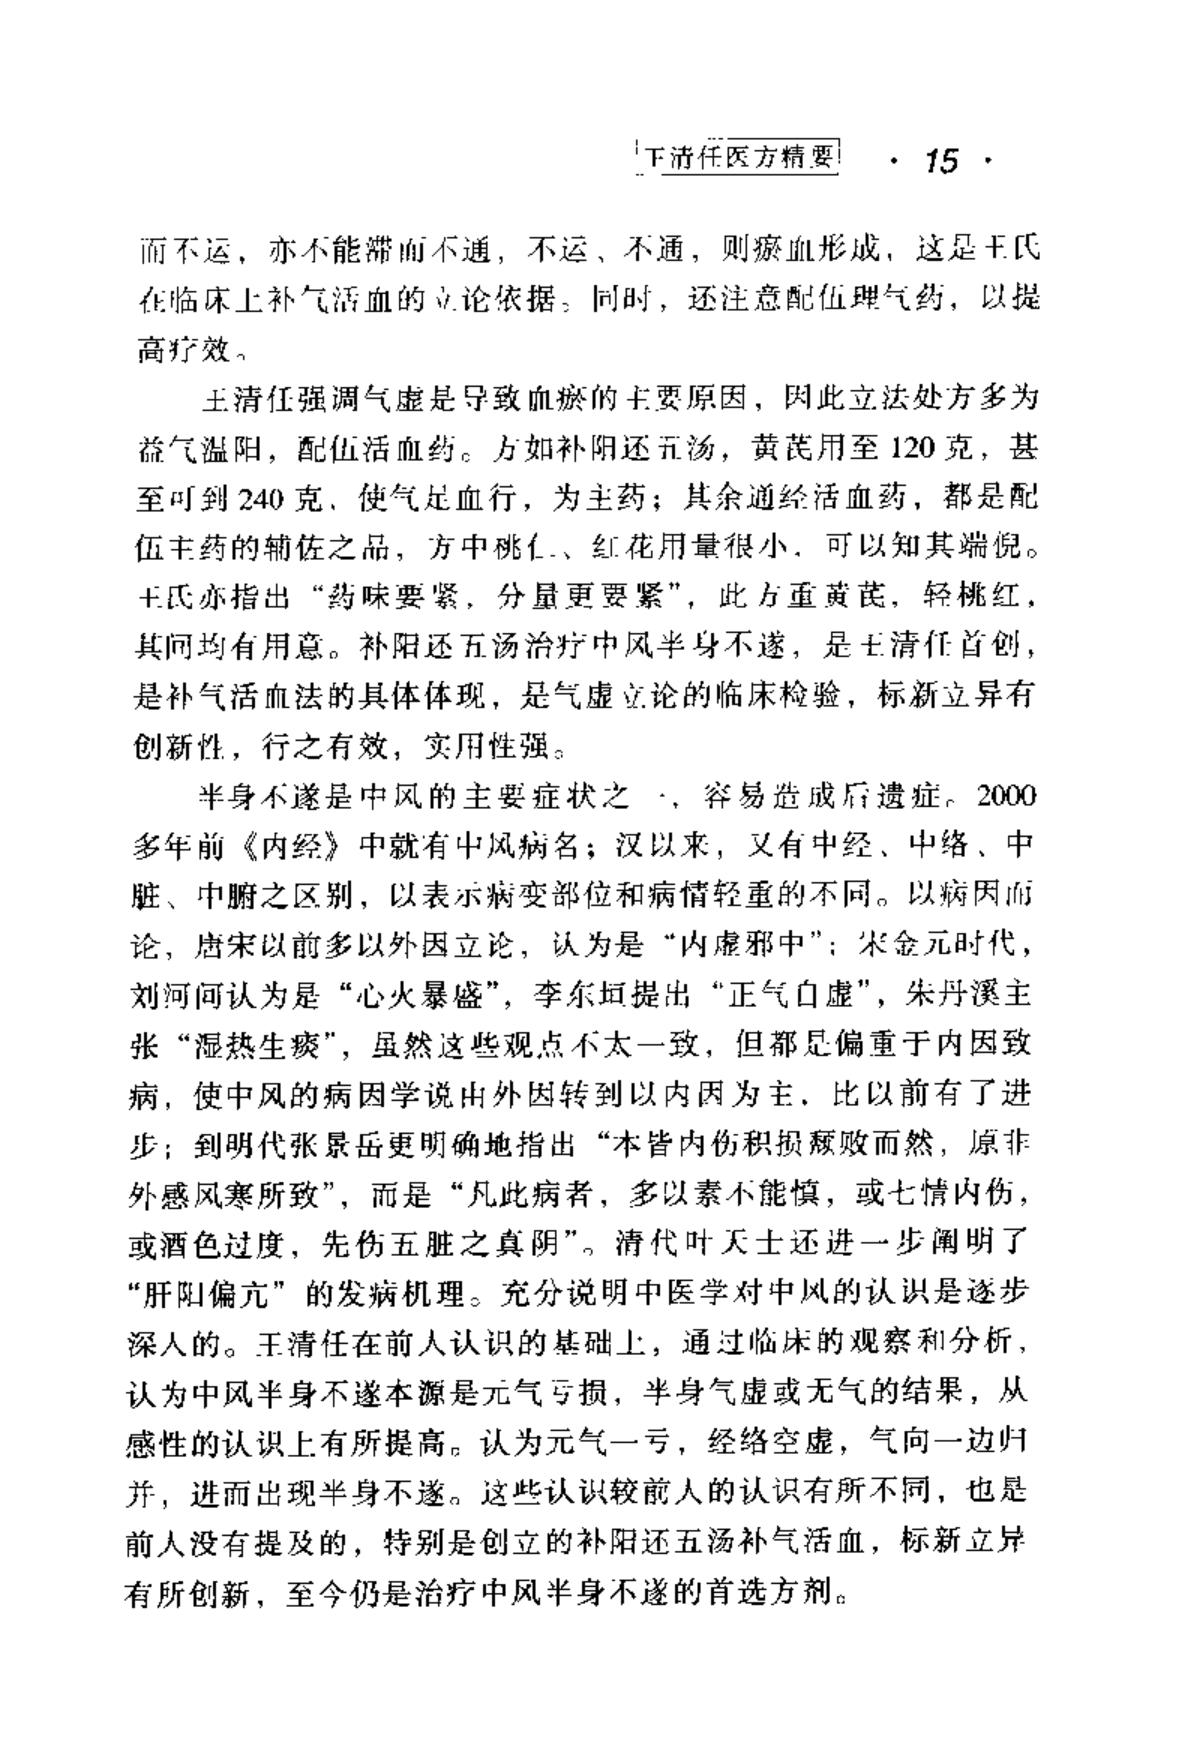 王清任医方精要 · 15 ·
而不运，亦不能滞而不通，不运、不通，则瘀血形成，这是王氏
在临床上补气活血的立论依据。同时，还注意配伍理气药，以提
高疗效。
王清任强调气虚是导致血瘀的主要原因，因此立法处方多为
益气温阳，配伍活血药。方如补阳还五汤，黄芪用至 120 克，甚
至可到 240 克，使气足血行，为主药；其余通经活血药，都是配
伍主药的辅佐之品，方中桃仁、红花用量很小，可以知其端倪。
王氏亦指出“药味要紧，分量更要紧”，此方重黄芪，轻桃红，
其间均有用意。补阳还五汤治疗中风半身不遂，是王清任首创，
是补气活血法的具体体现，是气虚立论的临床检验，标新立异有
创新性，行之有效，实用性强。
半身不遂是中风的主要症状之一，容易造成后遗症。2000
多年前《内经》中就有中风病名；汉以来，又有中经、中络、中
脏、中腑之区别，以表示病变部位和病情轻重的不同。以病因而
论，唐宋以前多以外因立论，认为是“内虚邪中”；宋金元时代，
刘河间认为是“心火暴盛”，李东垣提出“正气自虚”，朱丹溪主
张“湿热生痰”，虽然这些观点不太一致，但都是偏重于内因致
病，使中风的病因学说由外因转到以内因为主，比以前有了进
步；到明代张景岳更明确地指出“本皆内伤积损颓败而然，原非
外感风寒所致”，而是“凡此病者，多以素不能慎，或七情内伤，
或酒色过度，先伤五脏之真阴”。清代叶天士还进一步阐明了
“肝阳偏亢”的发病机理。充分说明中医学对中风的认识是逐步
深入的。王清任在前人认识的基础上，通过临床的观察和分析，
认为中风半身不遂本源是元气亏损，半身气虚或无气的结果，从
感性的认识上有所提高。认为元气一亏，经络空虚，气向一边归
并，进而出现半身不遂。这些认识较前人的认识有所不同，也是
前人没有提及的，特别是创立的补阳还五汤补气活血，标新立异
有所创新，至今仍是治疗中风半身不遂的首选方剂。